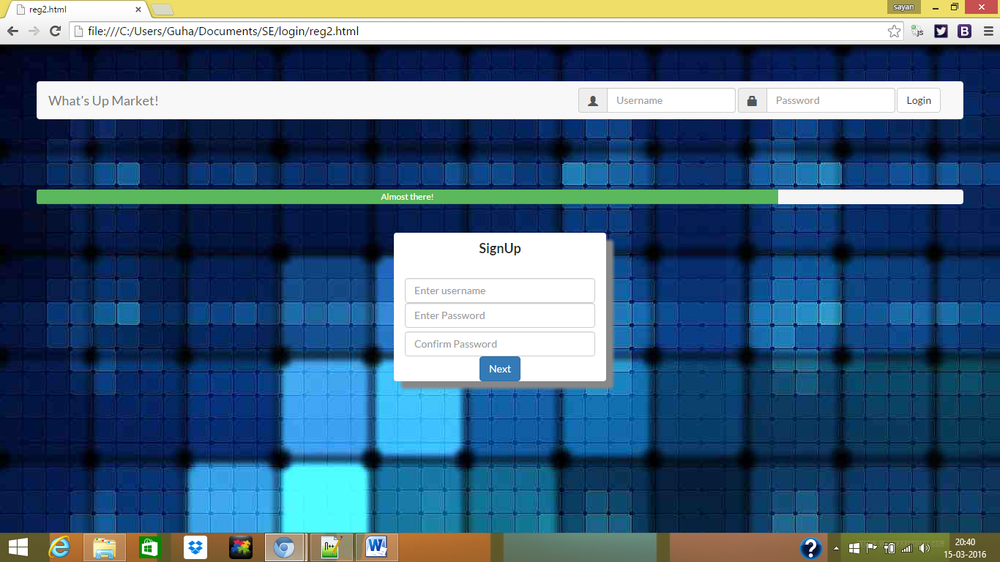 reg2.html
sayan
file:///C:/Users/Guha/Documents/SE/login/reg2.html
js
B
What's Up Market!
Username
Password
Login
Almost there!
SignUp
Enter username
Enter Password
Confirm Password
Next
20:40
15-03-2016